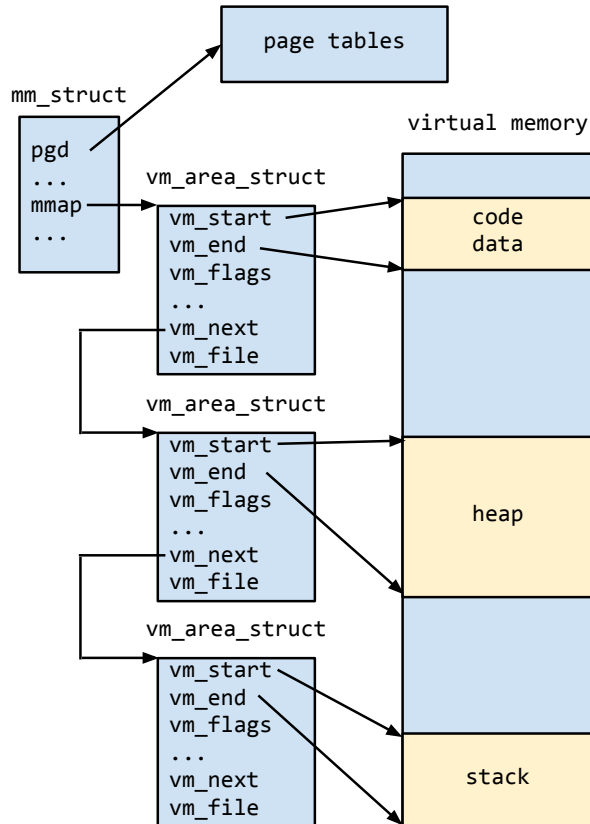 page tables
mm_struct
pgd
...
mmap
...
virtual memory
vm_area_struct
vm_start
vm_end
vm_flags
...
vm_next
vm_file
code
data
vm_area_struct
vm_start
vm_end
vm_flags
...
vm_next
vm_file
heap
vm_area_struct
vm_start
vm_end
vm_flags
...
vm_next
vm_file
stack